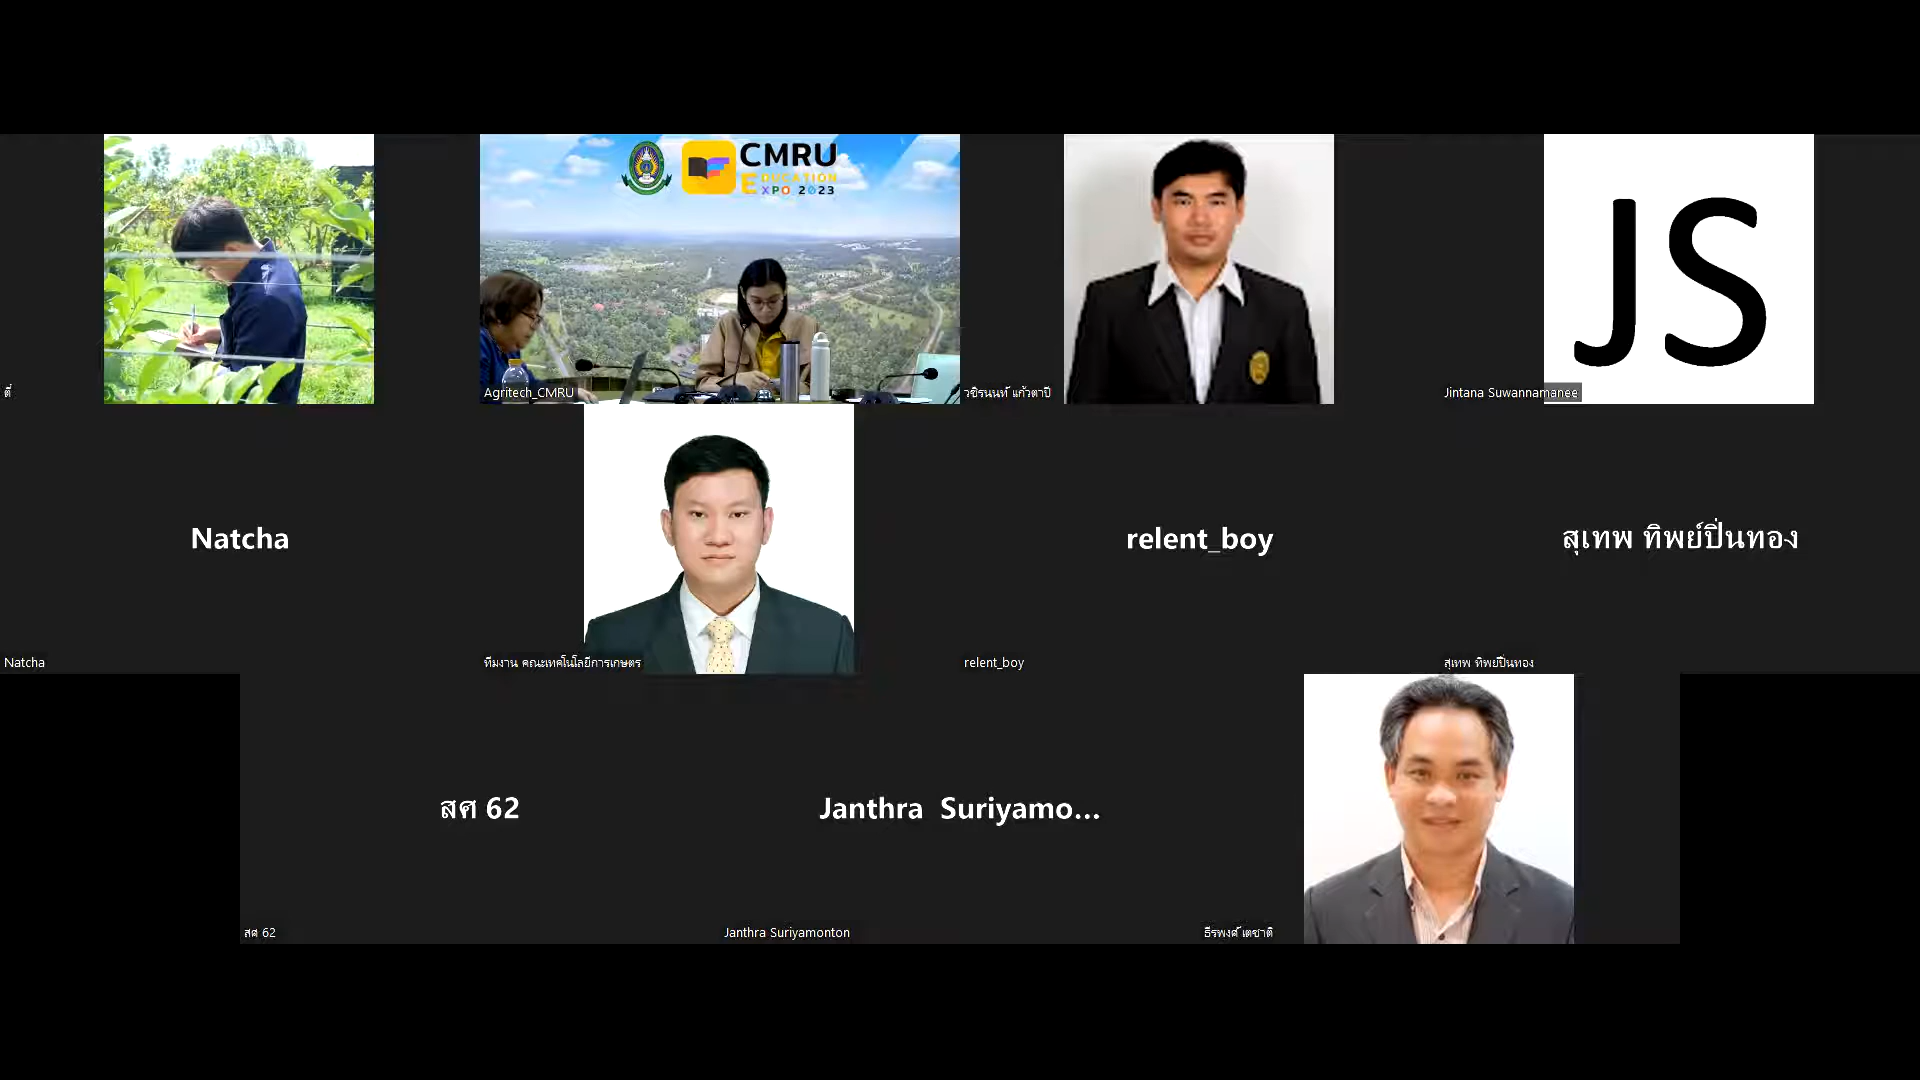 CMRU
EDUCATION
EXPO 2023
JS
ตี๋
Agritech_CMRU
วชิรนนท์ แก้วตาปี
Jintana Suwannamanee
Natcha
relent_boy
สุเทพ ทิพย์ปิ่นทอง
Natcha
ทีมงาน คณะเทคโนโลยีการเกษตร
relent_boy
สุเทพ ทิพย์ปิ่นทอง
สศ 62
Janthra Suriyamo...
สศ 62
Janthra Suriyamonton
ธีรพงศ์ เตชาติ